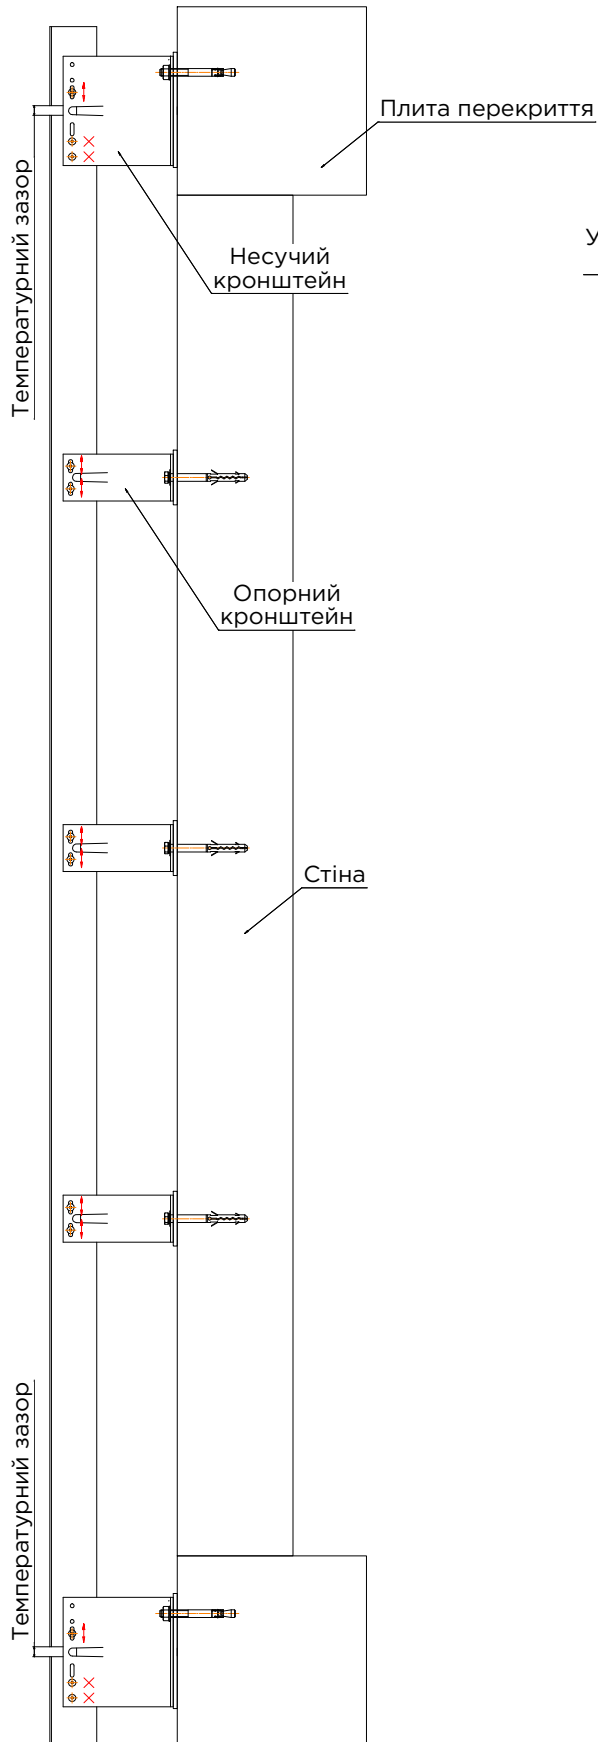 Плита перекриття
Температурний зазор
У
Несучий
кронштейн
Опорний
кронштейн
Стіна
Температурний зазор